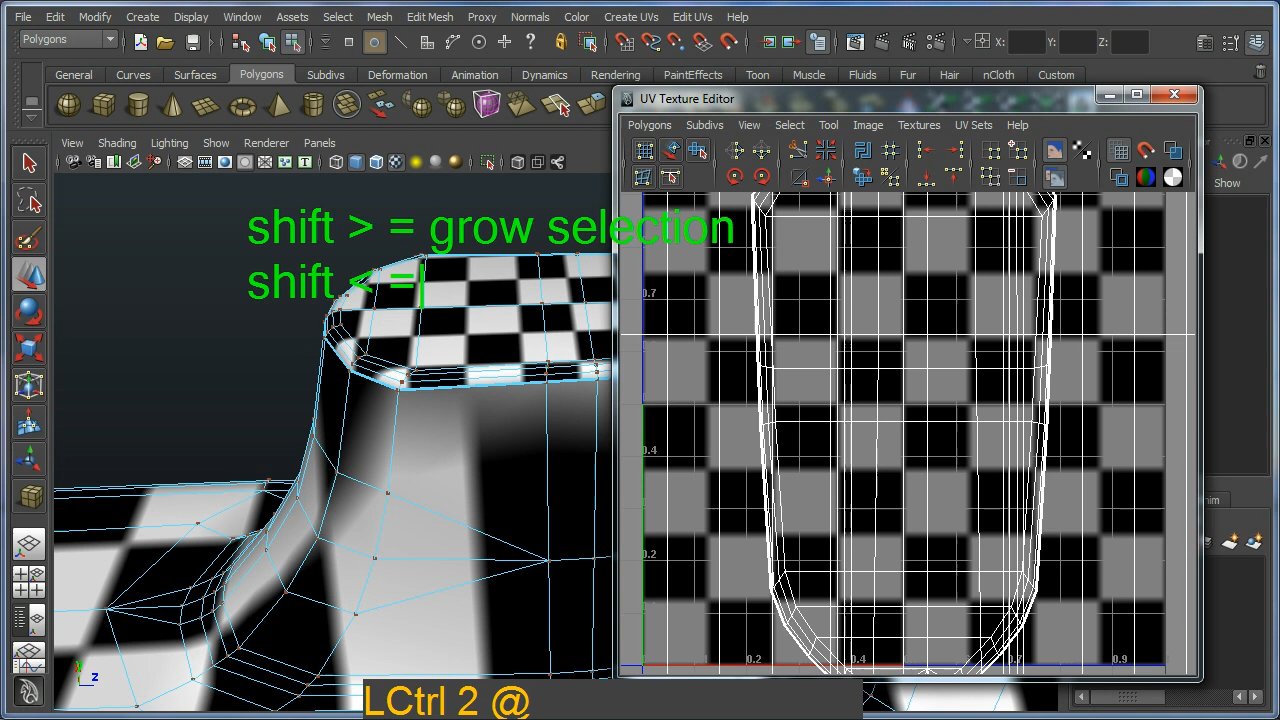 File Edit Modify Create Display Window Assets Select Mesh Edit Mesh Proxy Normals Color Create UVs Edit UVs Help
Polygons X: Y: Z:
General Curves Surfaces Polygons Subdivs Deformation Animation Dynamics Rendering PaintEffects Toon Muscle Fluids Fur Hair nCloth Custom
UV Texture Editor
Polygons Subdivs View Select Tool Image Textures UV Sets Help
View Shading Lighting Show Renderer Panels
Show
shift > = grow selection
shift < =
0.7
0.4
0.2
0.2 0.4 0.7 0.9
z
LCtrl 2 @